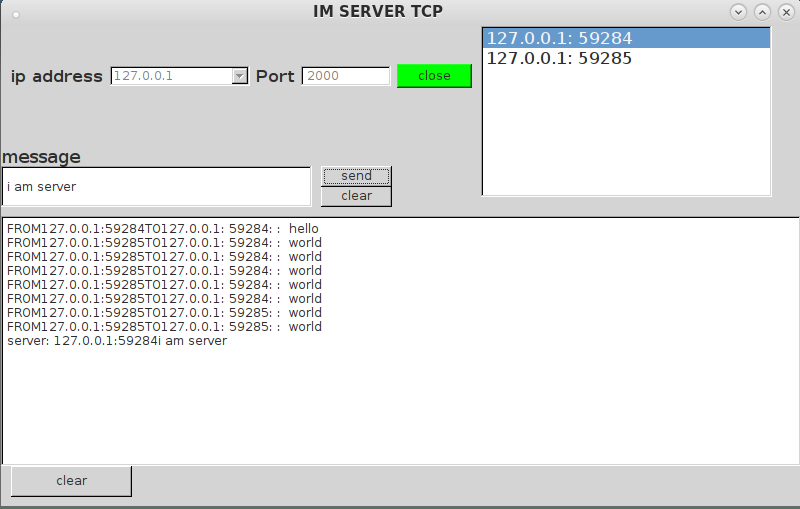 IM SERVER TCP
127.0.0.1: 59284
127.0.0.1: 59285
ip address 127.0.0.1 Port 2000 close
message
i am server
send
clear
FROM127.0.0.1:59284TO127.0.0.1: 59284: :  hello
FROM127.0.0.1:59285TO127.0.0.1: 59284: :  world
FROM127.0.0.1:59285TO127.0.0.1: 59284: :  world
FROM127.0.0.1:59285TO127.0.0.1: 59284: :  world
FROM127.0.0.1:59285TO127.0.0.1: 59284: :  world
FROM127.0.0.1:59285TO127.0.0.1: 59284: :  world
FROM127.0.0.1:59285TO127.0.0.1: 59285: :  world
FROM127.0.0.1:59285TO127.0.0.1: 59285: :  world
server: 127.0.0.1:59284i am server
clear